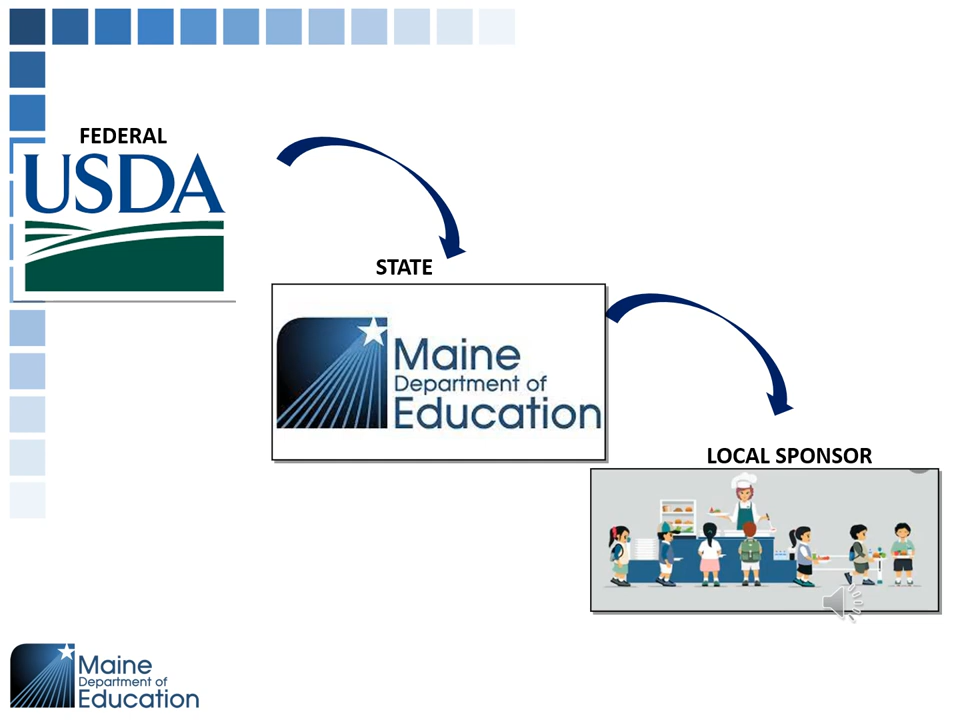 FEDERAL
USDA
STATE
Maine
Department of
Education
LOCAL SPONSOR
Maine
Department of
Education